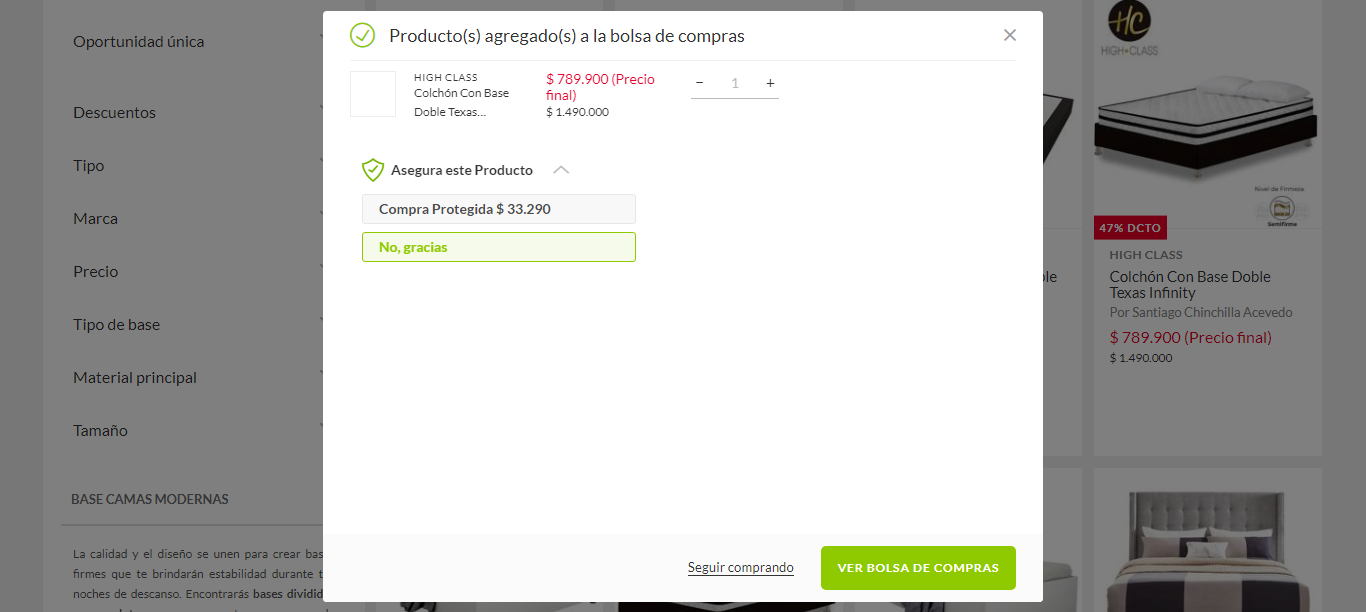 Oportunidad única
Descuentos
Tipo
Marca
Precio
Tipo de base
Material principal
Tamaño
BASE CAMAS MODERNAS
La calidad y el diseño se unen para crear bas
firmes que te brindarán estabilidad durante t
noches de descanso. Encontrarás bases dividid
Producto(s) agregado(s) a la bolsa de compras
HIGH CLASS
Colchón Con Base
Doble Texas...
$ 789.900 (Precio
final)
$ 1.490.000
− 1 +
Asegura este Producto
Compra Protegida $ 33.290
No, gracias
Seguir comprando
VER BOLSA DE COMPRAS
ble
HC
HIGH CLASS
Nivel de Firmeza
Semifirme
47% DCTO
HIGH CLASS
Colchón Con Base Doble
Texas Infinity
Por Santiago Chinchilla Acevedo
$ 789.900 (Precio final)
$ 1.490.000